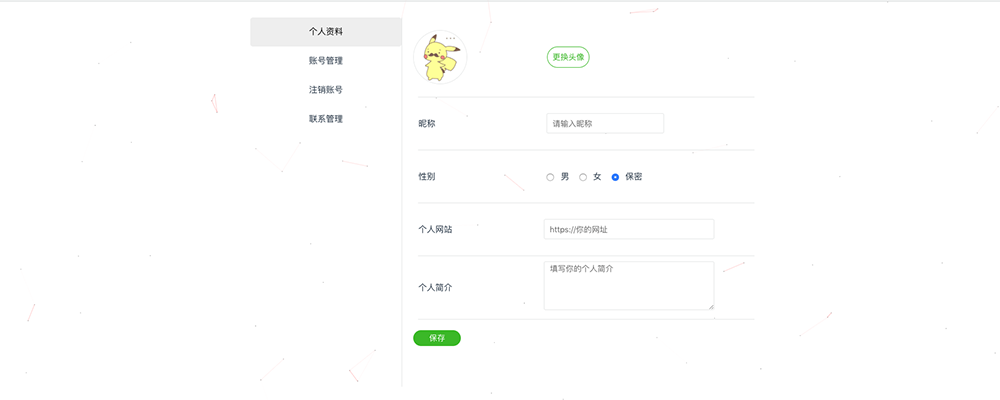 个人资料
账号管理
注销账号
联系管理
更换头像
昵称
请输入昵称
性别
男 女 保密
个人网站
https://你的网址
个人简介
填写你的个人简介
保存